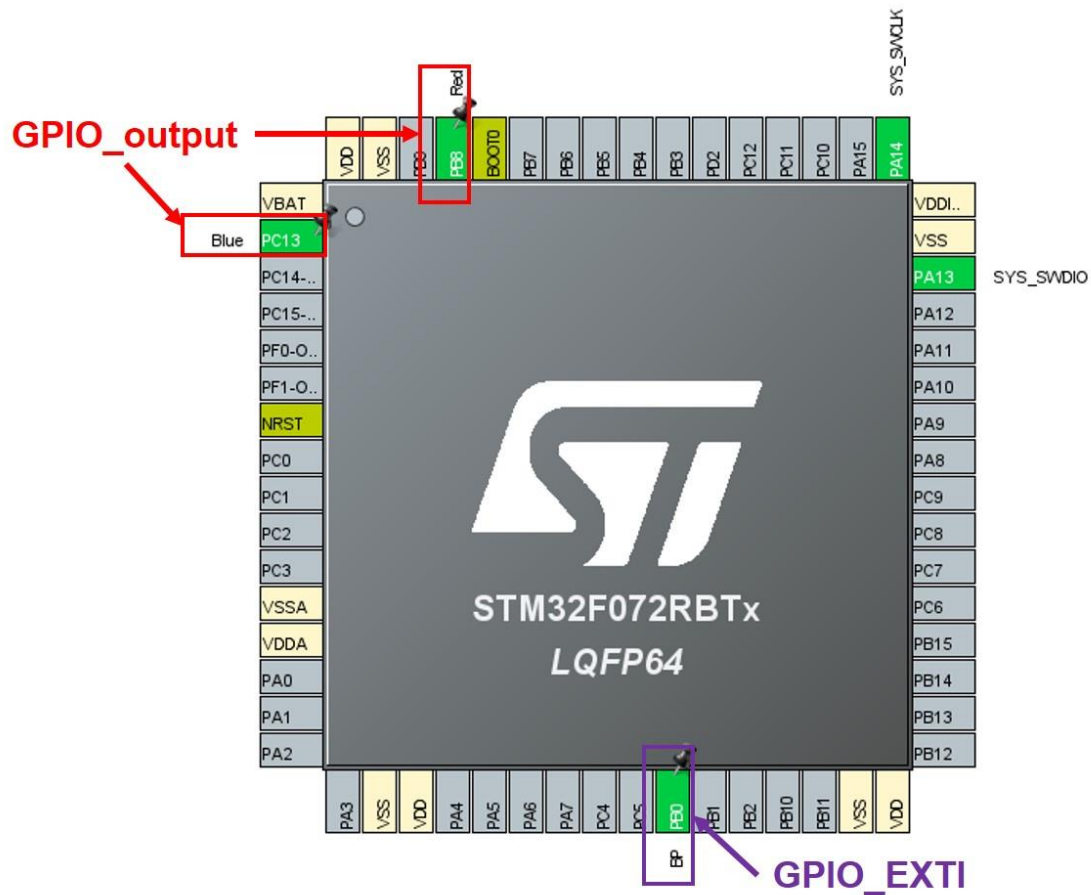 SYS_SWCLK
Red
GPIO_output
VDD
VSS
PB9
PB8
BOOT0
PB7
PB6
PB5
PB4
PB3
PD2
PC12
PC11
PC10
PA15
PA14
VBAT
Blue PC13
PC14-..
PC15-..
PF0-O..
PF1-O..
NRST
PC0
PC1
PC2
PC3
VSSA
VDDA
PA0
PA1
PA2
ST
STM32F072RBTx
LQFP64
VDDI..
VSS
PA13 SYS_SWDIO
PA12
PA11
PA10
PA9
PA8
PC9
PC8
PC7
PC6
PB15
PB14
PB13
PB12
PA3
VSS
VDD
PA4
PA5
PA6
PA7
PC4
PC5
PB0
PB1
PB2
PB10
PB11
VSS
VDD
BP
GPIO_EXTI